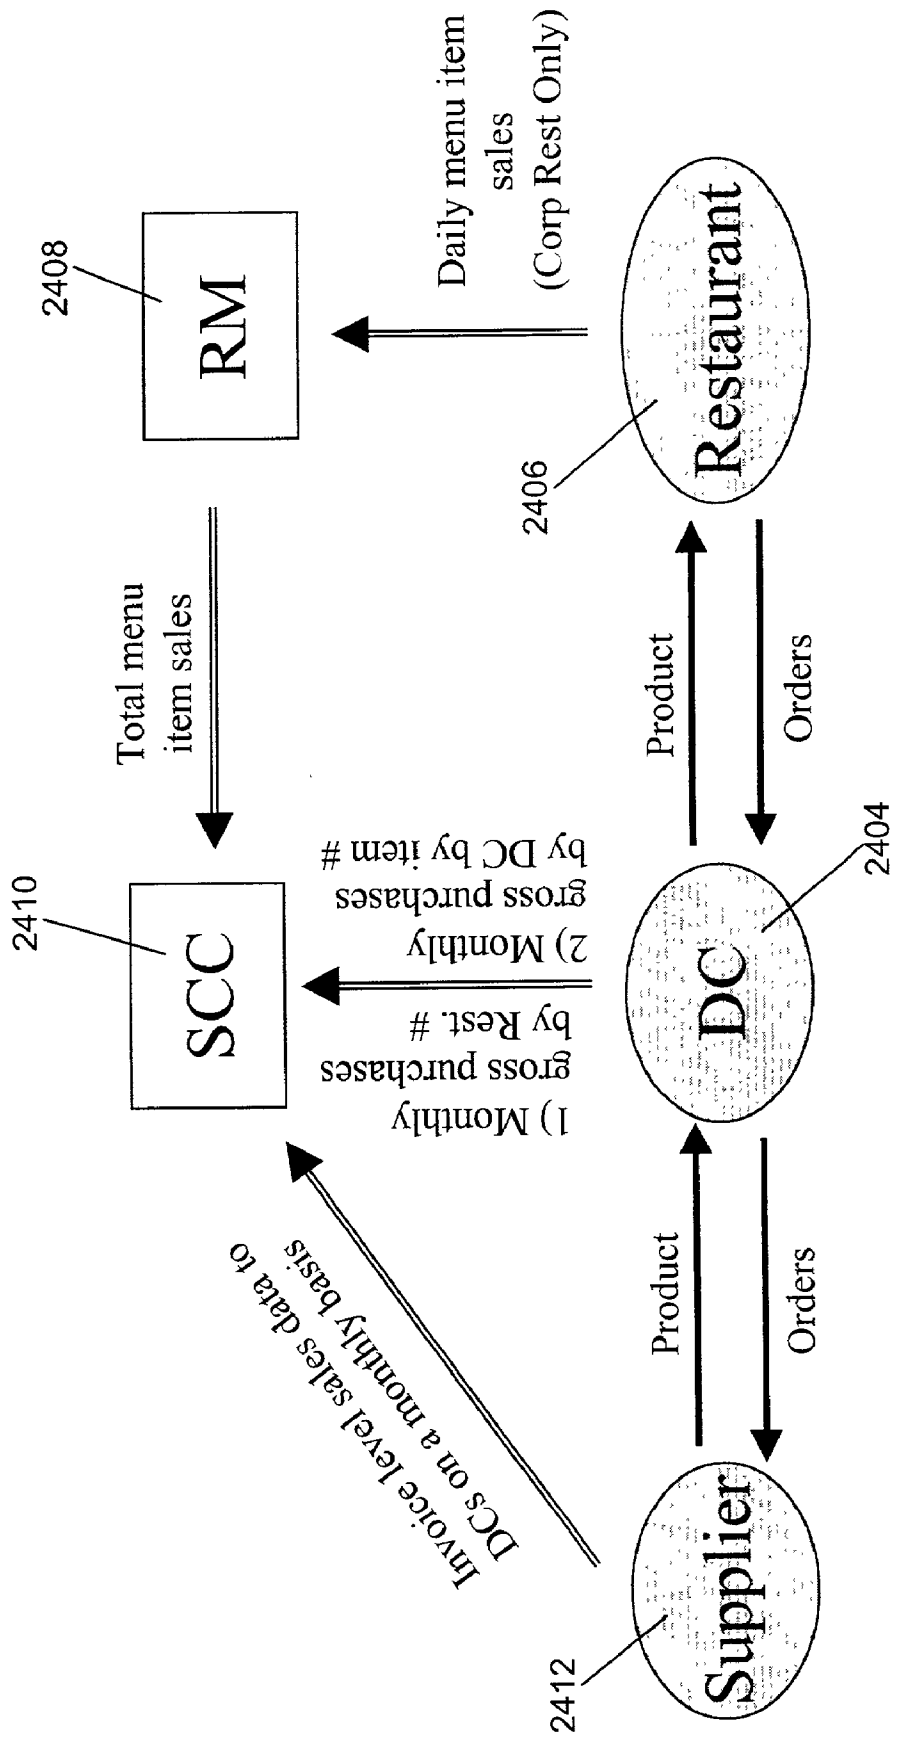 2410
SCC
Total menu
item sales
2408
RM
Invoice level sales data to
DCs on a monthly basis
1) Monthly
gross purchases
by Rest. #
2) Monthly
gross purchases
by DC by item #
Daily menu item
sales
(Corp Rest Only)
2412
Supplier
Product
Orders
DC
2404
Product
Orders
2406
Restaurant